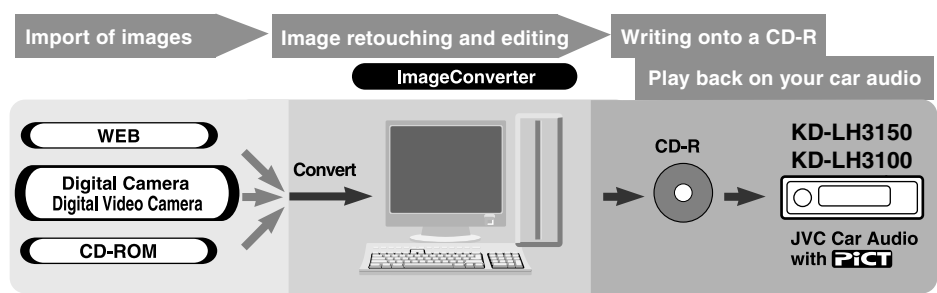 Import of images
Image retouching and editing
Writing onto a CD-R
ImageConverter
Play back on your car audio
WEB
Digital Camera
Digital Video Camera
CD-ROM
Convert
CD-R
KD-LH3150
KD-LH3100
JVC Car Audio
with PiCT